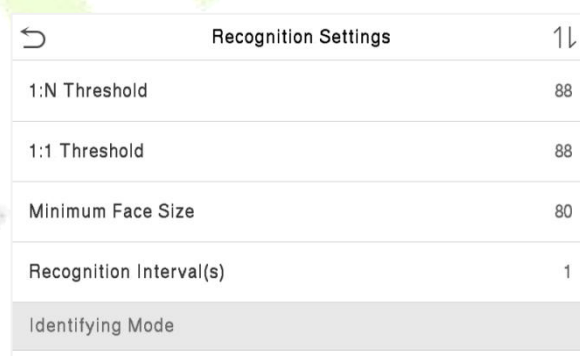 Recognition Settings
1:N Threshold 88
1:1 Threshold 88
Minimum Face Size 80
Recognition Interval(s) 1
Identifying Mode